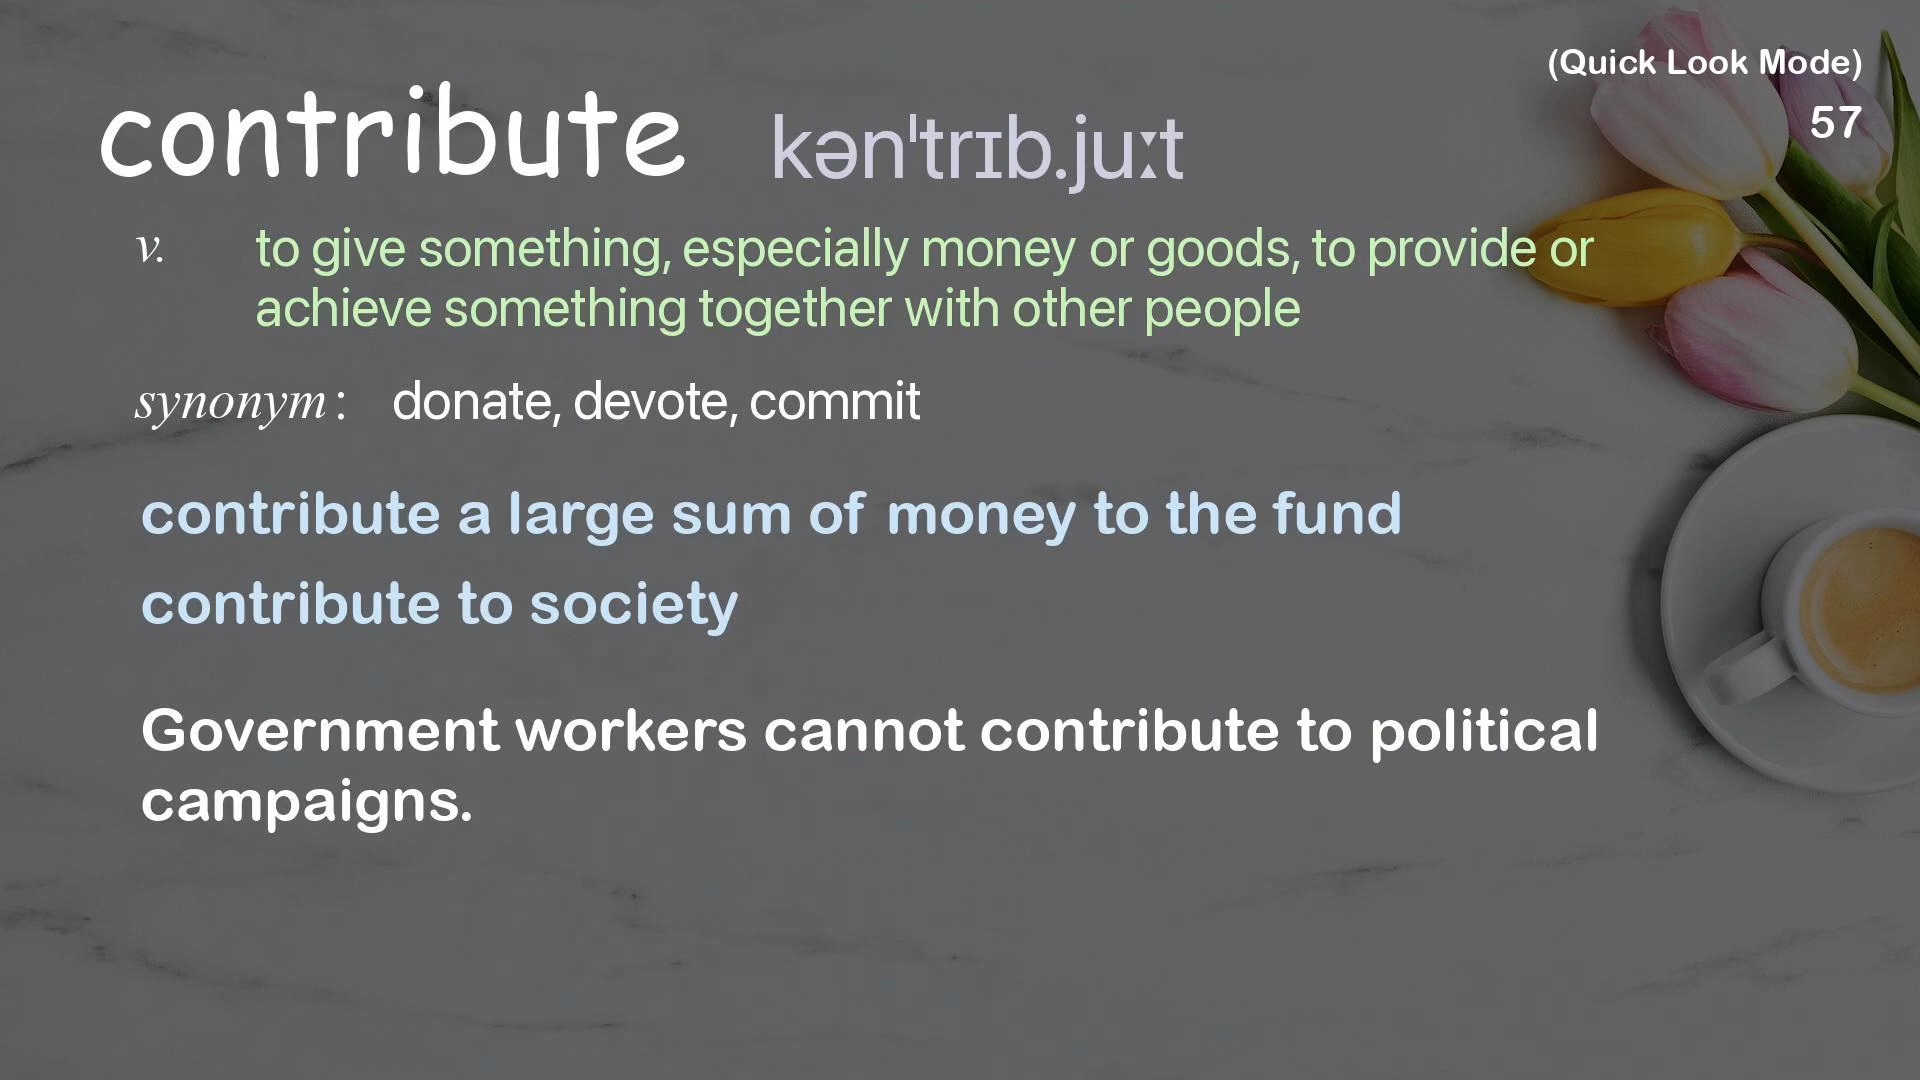 (Quick Look Mode)
57
contribute kənˈtrɪb.juːt
v. to give something, especially money or goods, to provide or
achieve something together with other people
synonym: donate, devote, commit
contribute a large sum of money to the fund
contribute to society
Government workers cannot contribute to political
campaigns.